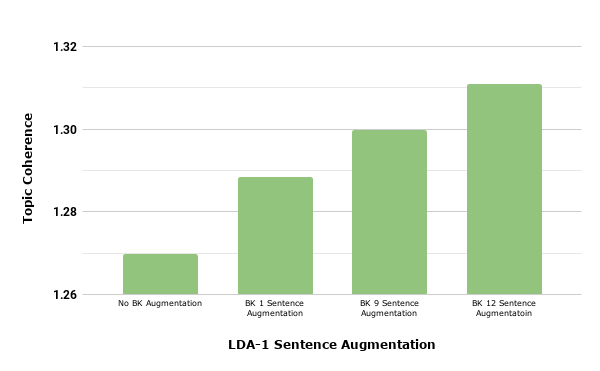 1.32
1.30
1.28
1.26
Topic Coherence
No BK Augmentation
BK 1 Sentence
Augmentation
BK 9 Sentence
Augmentation
BK 12 Sentence
Augmentatoin
LDA-1 Sentence Augmentation